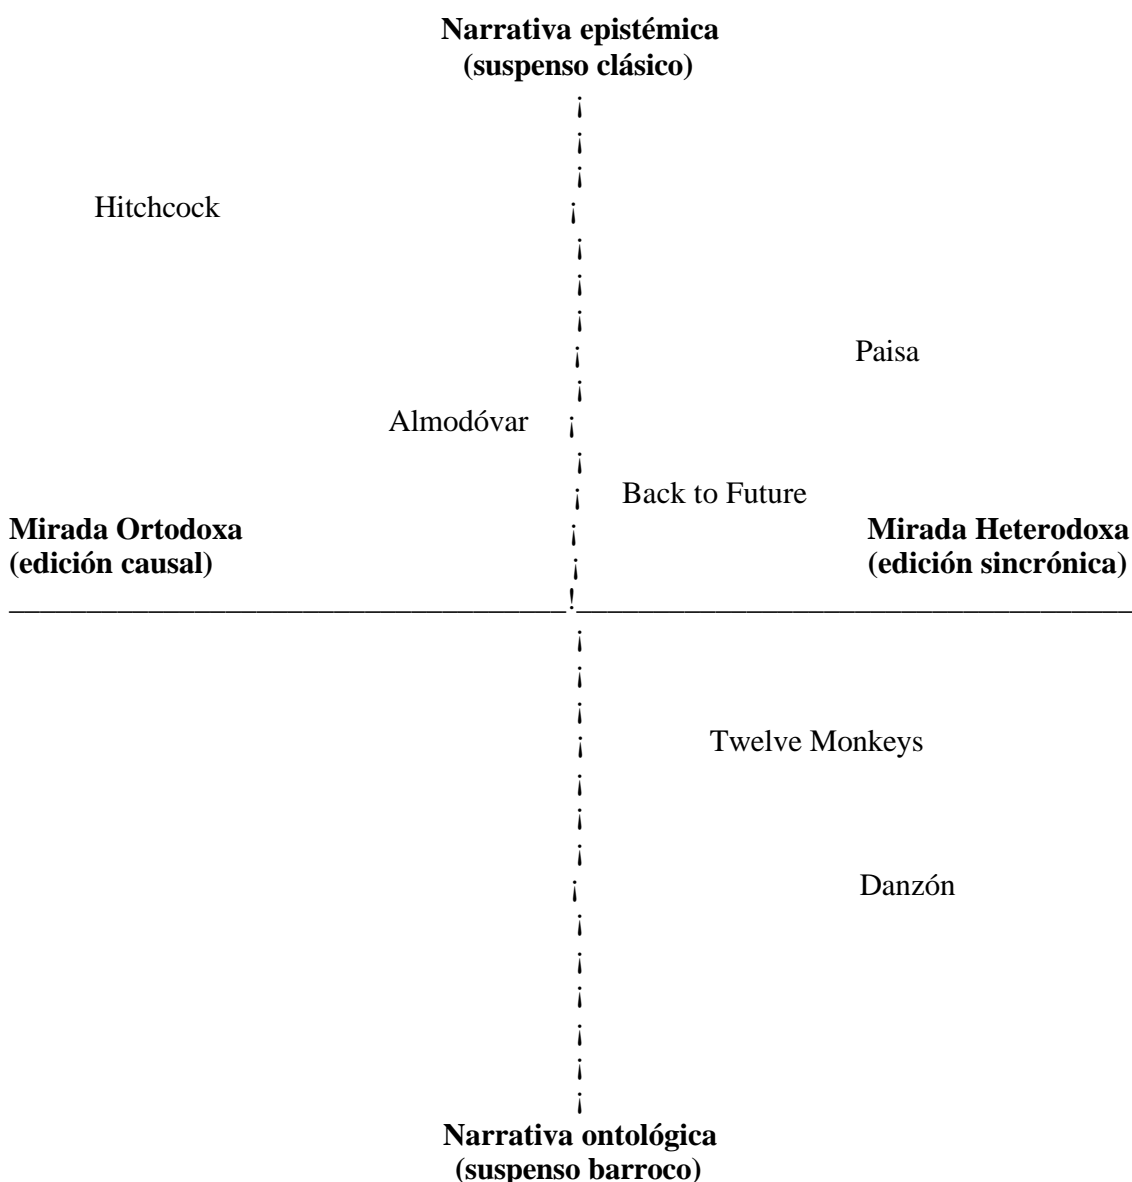 Narrativa epistémica
(suspenso clásico)
Hitchcock
Paisa
Almodóvar
Back to Future
Mirada Ortodoxa
(edición causal)
Mirada Heterodoxa
(edición sincrónica)
Twelve Monkeys
Danzón
Narrativa ontológica
(suspenso barroco)